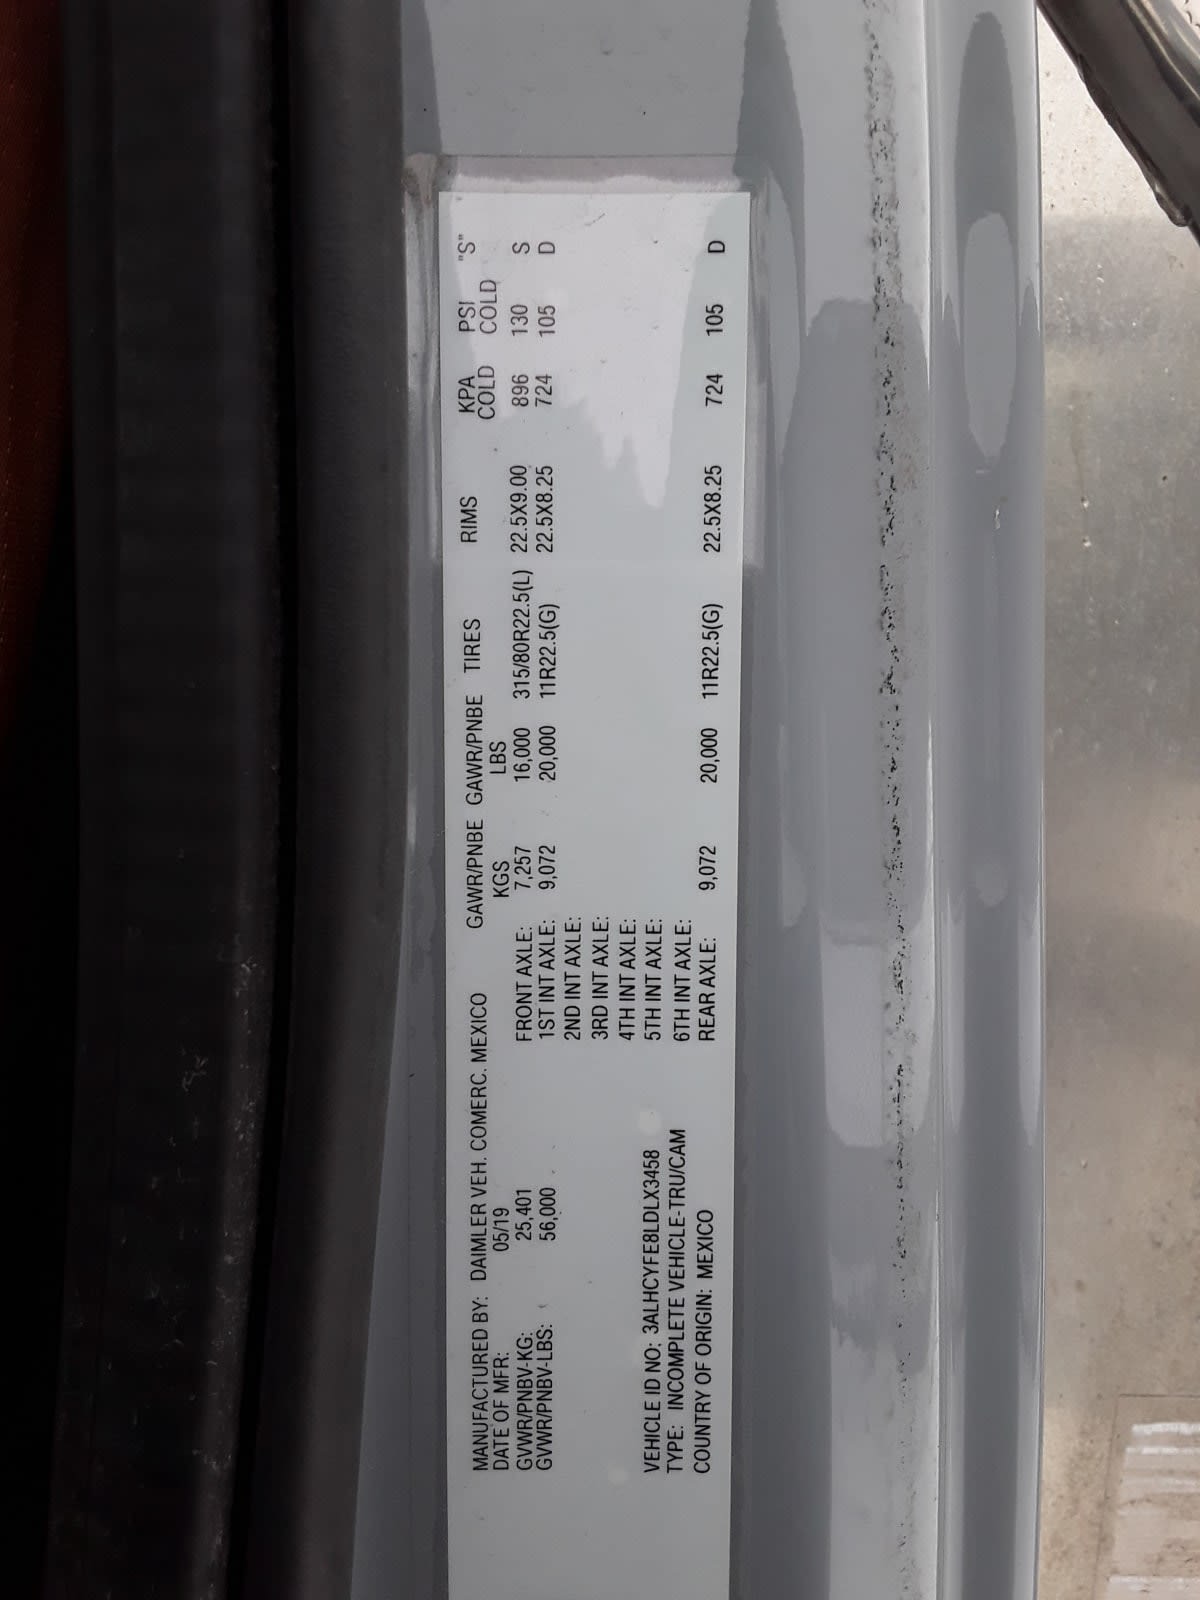 MANUFACTURED BY: DAIMLER VEH. COMERC. MEXICO
DATE OF MFR: 05/19
GVWR/PNBV-KG: 25,401
GVWR/PNBV-LBS: 56,000
VEHICLE ID NO: 3ALHCYFE8LDLX3458
TYPE: INCOMPLETE VEHICLE-TRU/CAM
COUNTRY OF ORIGIN: MEXICO
GAWR/PNBE GAWR/PNBE TIRES RIMS KPA PSI "S"
KGS LBS COLD COLD
FRONT AXLE: 7,257 16,000 315/80R22.5(L) 22.5X9.00 896 130 S
1ST INT AXLE: 9,072 20,000 11R22.5(G) 22.5X8.25 724 105 D
2ND INT AXLE:
3RD INT AXLE:
4TH INT AXLE:
5TH INT AXLE:
6TH INT AXLE:
REAR AXLE: 9,072 20,000 11R22.5(G) 22.5X8.25 724 105 D